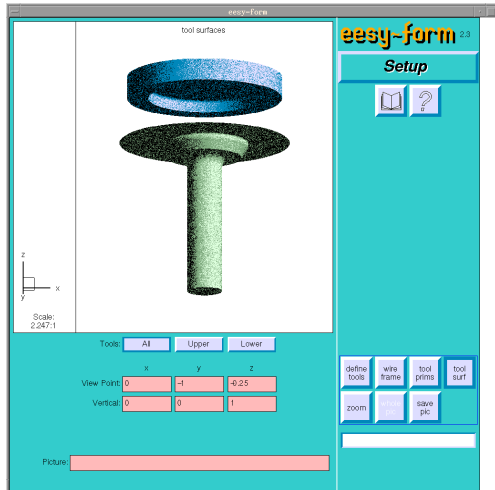 eesy-form
tool surfaces
eesy-form 2.3
Setup
?
z
x
y
Scale:
2.247:1
Tools: All Upper Lower
x y z
View Point: 0 -1 -0.25
Vertical: 0 0 1
Picture:
define tools
wire frame
tool prims
tool surf
zoom
save pic